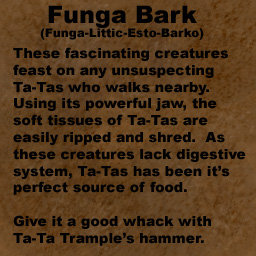 Funga Bark
(Funga-Littic-Esto-Barko)
These fascinating creatures
feast on any unsuspecting
Ta-Tas who walks nearby.
Using its powerful jaw, the
soft tissues of Ta-Tas are
easily ripped and shred.  As
these creatures lack digestive
system, Ta-Tas has been it's
perfect source of food.

Give it a good whack with
Ta-Ta Trample's hammer.